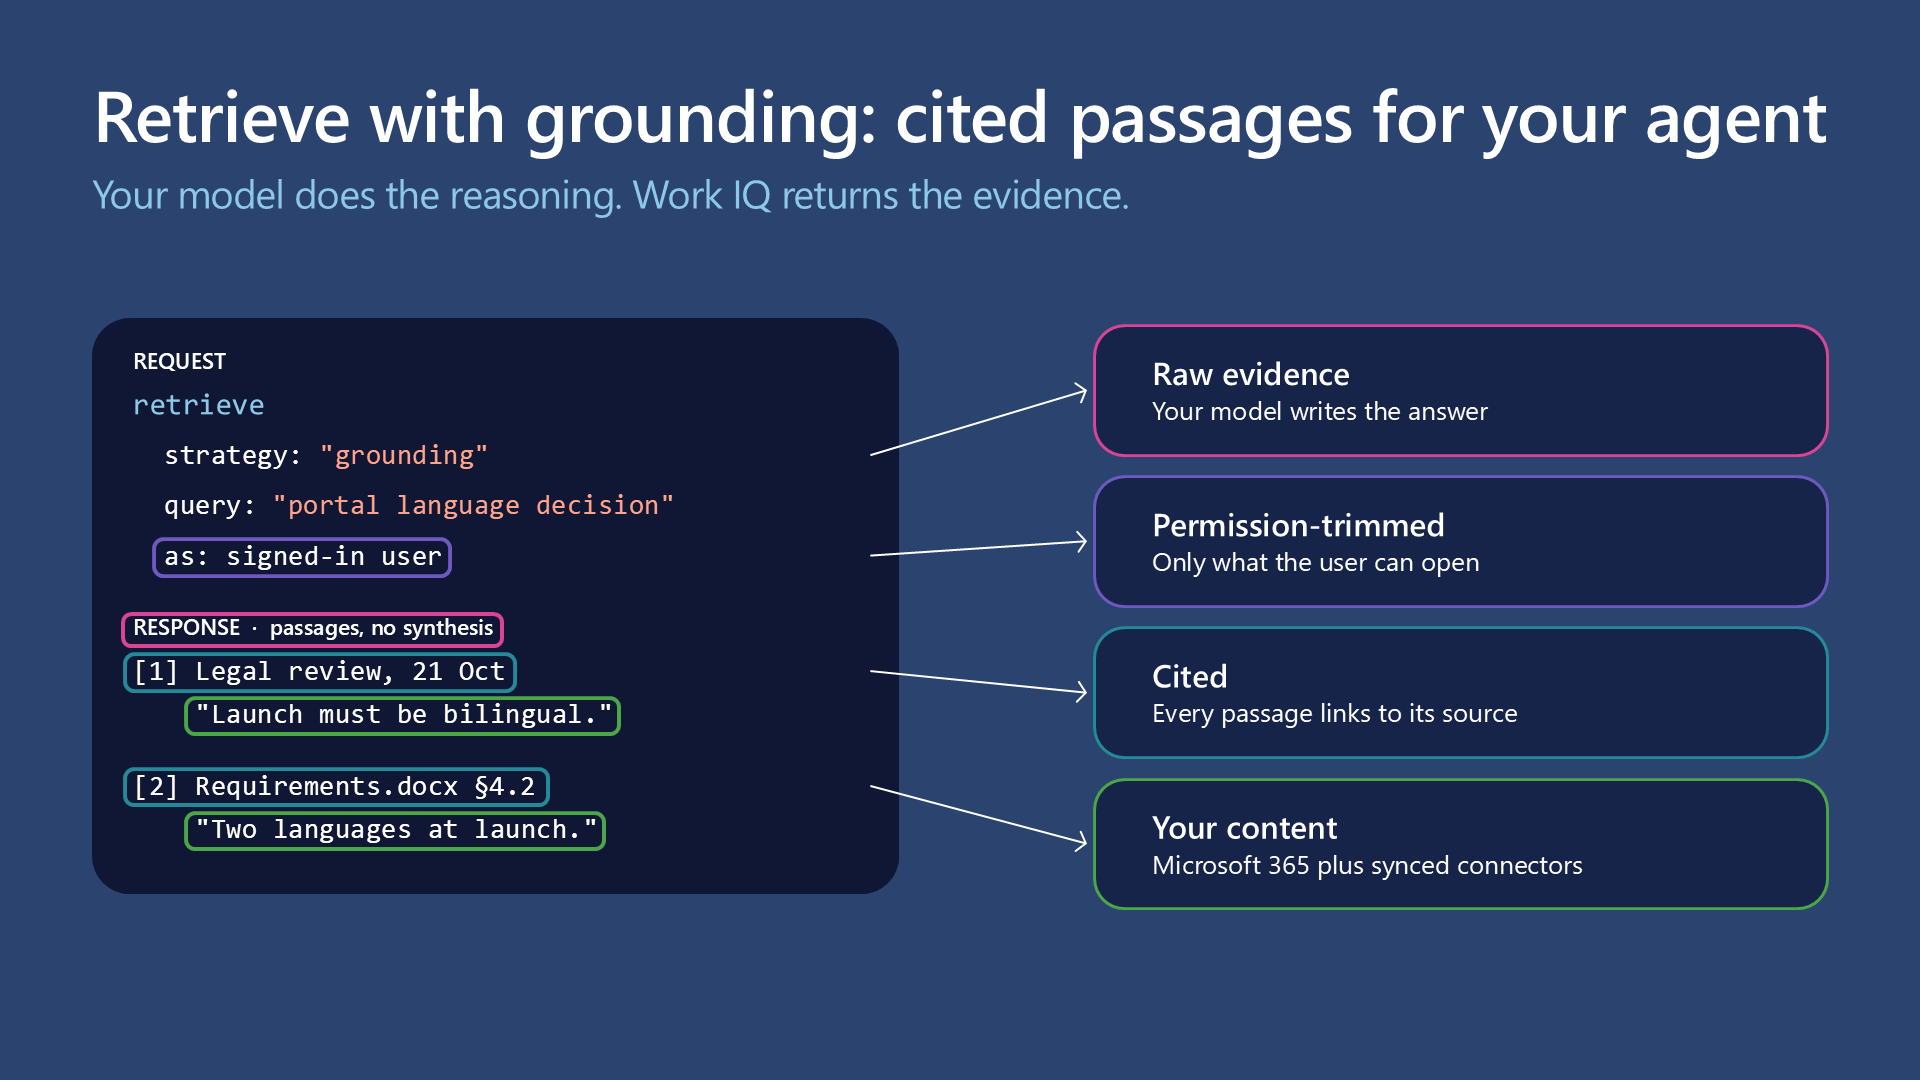 Retrieve with grounding: cited passages for your agent
Your model does the reasoning. Work IQ returns the evidence.
REQUEST
retrieve
strategy: "grounding"
query: "portal language decision"
as: signed-in user
RESPONSE · passages, no synthesis
[1] Legal review, 21 Oct
"Launch must be bilingual."
[2] Requirements.docx §4.2
"Two languages at launch."
Raw evidence
Your model writes the answer
Permission-trimmed
Only what the user can open
Cited
Every passage links to its source
Your content
Microsoft 365 plus synced connectors